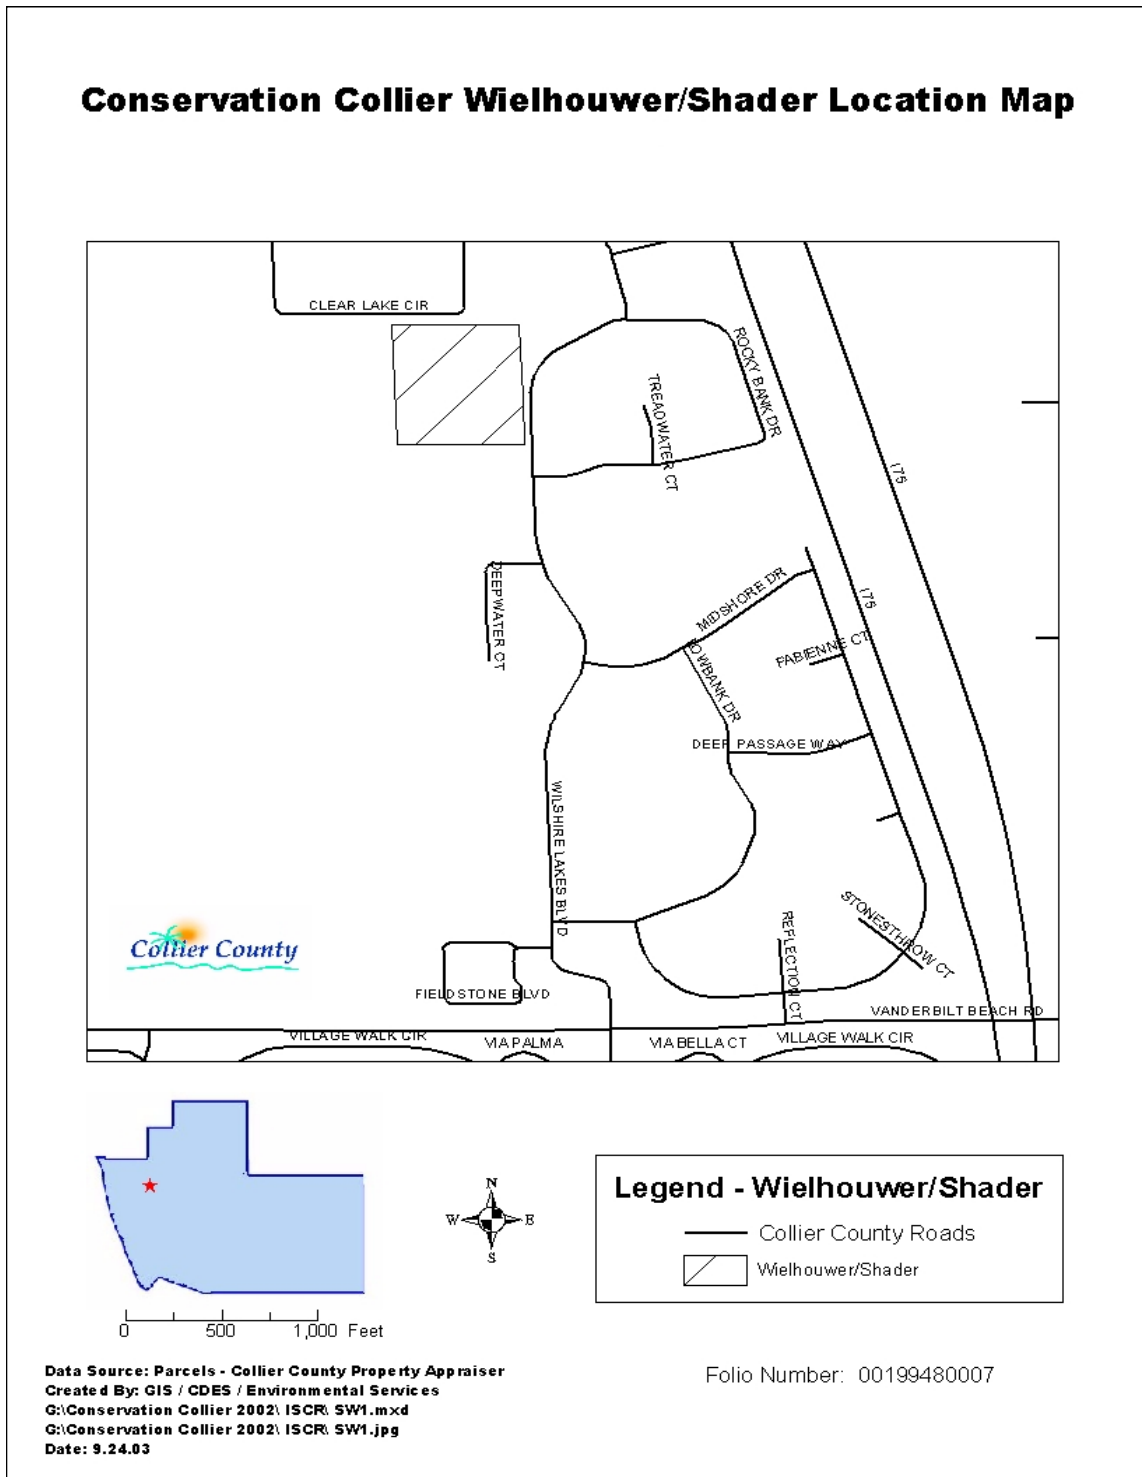 Conservation Collier Wielhouwer/Shader Location Map
CLEAR LAKE CIR
ROCKY BANK DR
TREADWATER CT
I75
I75
DEEPWATER CT
MIDSHORE DR
FABIENNE CT
OWBANK DR
DEEP PASSAGE WAY
WILSHIRE LAKES BLVD
STONESTHROW CT
REFLECTION CT
Collier County
FIELDSTONE BLVD
VANDERBILT BEACH RD
VILLAGE WALK CIR
VIA PALMA
VIA BELLA CT
VILLAGE WALK CIR
N
W E
S
Legend - Wielhouwer/Shader
Collier County Roads
Wielhouwer/Shader
0 500 1,000 Feet
Data Source: Parcels - Collier County Property Appraiser
Created By: GIS / CDES / Environmental Services
G:\Conservation Collier 2002\ ISCR\ SW1.mxd
G:\Conservation Collier 2002\ ISCR\ SW1.jpg
Date: 9.24.03
Folio Number: 00199480007